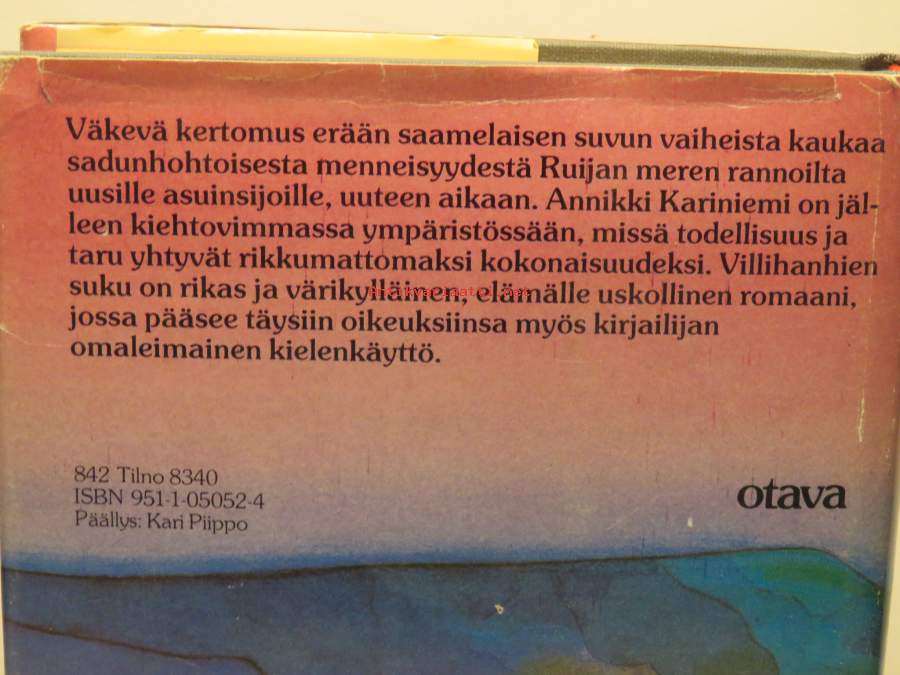 Väkevä kertomus erään saamelaisen suvun vaiheista kaukaa
sadunhohtoisesta menneisyydestä Ruijan meren rannoilta
uusille asuinsijoille, uuteen aikaan. Annikki Kariniemi on jäl-
leen kiehtovimmassa ympäristössään, missä todellisuus ja
taru yhtyvät rikkumattomaksi kokonaisuudeksi. Villihanhien
suku on rikas ja värikylläinen, elämälle uskollinen romaani,
jossa pääsee täysiin oikeuksiinsa myös kirjailijan
omaleimainen kielenkäyttö.
842 Tilno 8340
ISBN 951-1-05052-4
Päällys: Kari Piippo
otava